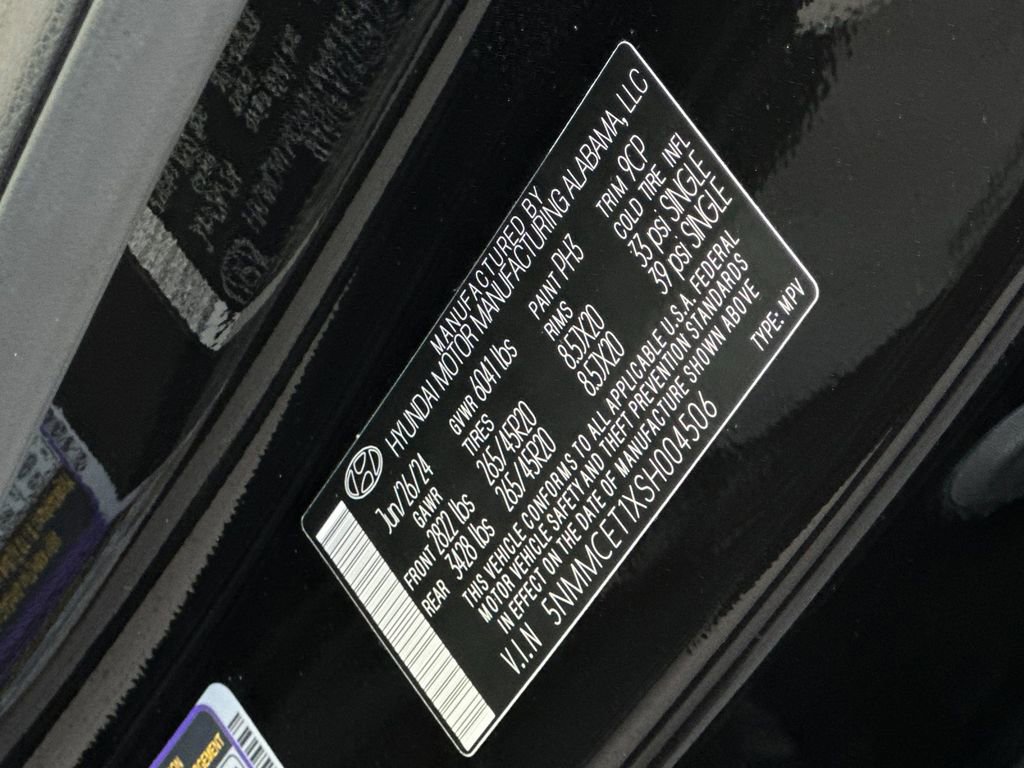 MANUFACTURED BY
HYUNDAI MOTOR MANUFACTURING ALABAMA, LLC
Jun/26/24 GVWR 6041 lbs PAINT PH3 TRIM 9CP
GAWR TIRES RIMS COLD TIRE INFL
FRONT 2822 lbs 265/45R20 8.5JX20 33 psi SINGLE
REAR 3428 lbs 265/45R20 8.5JX20 39 psi SINGLE
THIS VEHICLE CONFORMS TO ALL APPLICABLE U.S.A. FEDERAL
MOTOR VEHICLE SAFETY AND THEFT PREVENTION STANDARDS
IN EFFECT ON THE DATE OF MANUFACTURE SHOWN ABOVE
V.I.N 5NMMCET1XSH004506 TYPE: MPV